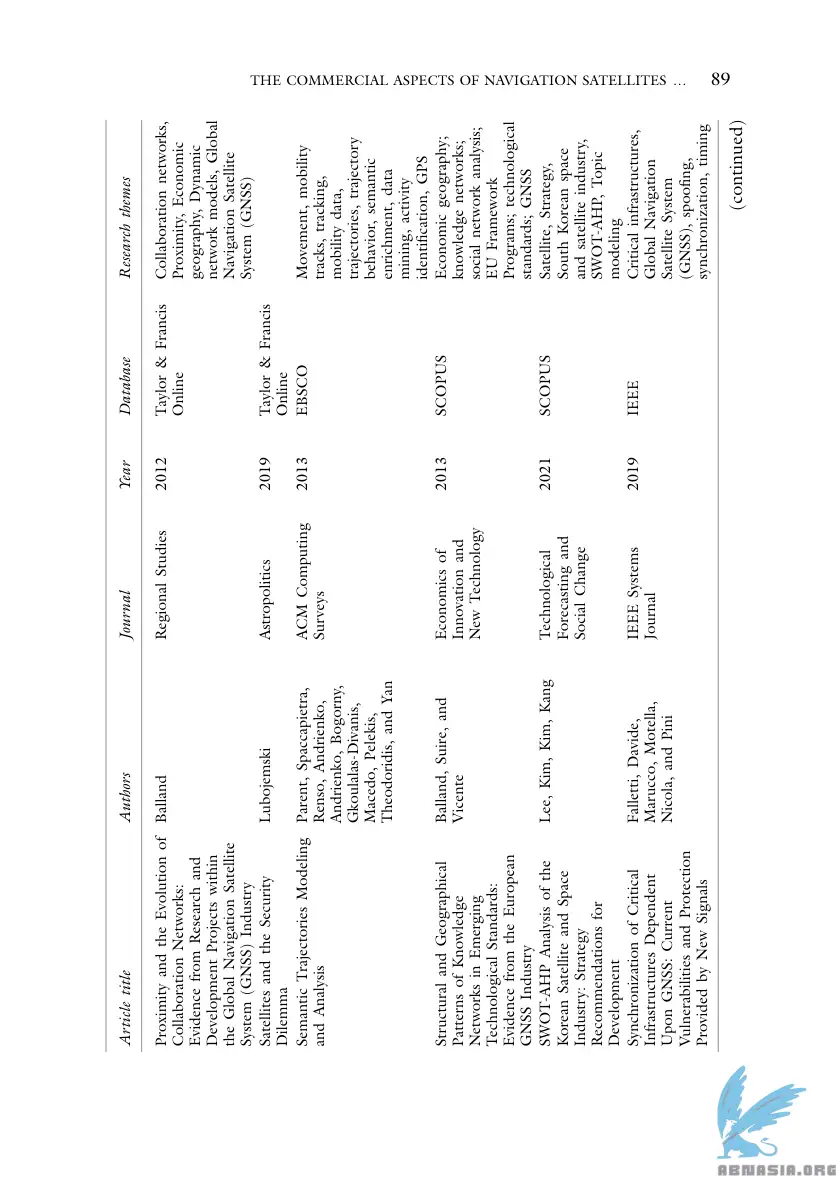 THE COMMERCIAL ASPECTS OF NAVIGATION SATELLITES … 89
Article title Authors Journal Year Database Research themes
Proximity and the Evolution of Balland Regional Studies 2012 Taylor & Francis Collaboration networks,
Collaboration Networks: Online Proximity, Economic
Evidence from Research and geography, Dynamic
Development Projects within network models, Global
the Global Navigation Satellite Navigation Satellite
System (GNSS) Industry System (GNSS)
Satellites and the Security Lubojemski Astropolitics 2019 Taylor & Francis
Dilemma Online
Semantic Trajectories Modeling Parent, Spaccapietra, ACM Computing 2013 EBSCO Movement, mobility
and Analysis Renso, Andrienko, Surveys tracks, tracking,
Andrienko, Bogorny, mobility data,
Gkoulalas-Divanis, trajectories, trajectory
Macedo, Pelekis, behavior, semantic
Theodoridis, and Yan enrichment, data
mining, activity
identification, GPS
Structural and Geographical Balland, Suire, and Economics of 2013 SCOPUS Economic geography;
Patterns of Knowledge Vicente Innovation and knowledge networks;
Networks in Emerging New Technology social network analysis;
Technological Standards: EU Framework
Evidence from the European Programs; technological
GNSS Industry standards; GNSS
SWOT-AHP Analysis of the Lee, Kim, Kim, Kang Technological 2021 SCOPUS Satellite, Strategy,
Korean Satellite and Space Forecasting and South Korean space
Industry: Strategy Social Change and satellite industry,
Recommendations for SWOT-AHP, Topic
Development modeling
Synchronization of Critical Falletti, Davide, IEEE Systems 2019 IEEE Critical infrastructures,
Infrastructures Dependent Marucco, Motella, Journal Global Navigation
Upon GNSS: Current Nicola, and Pini Satellite System
Vulnerabilities and Protection (GNSS), spoofing,
Provided by New Signals synchronization, timing
(continued)
ABNASIA.ORG